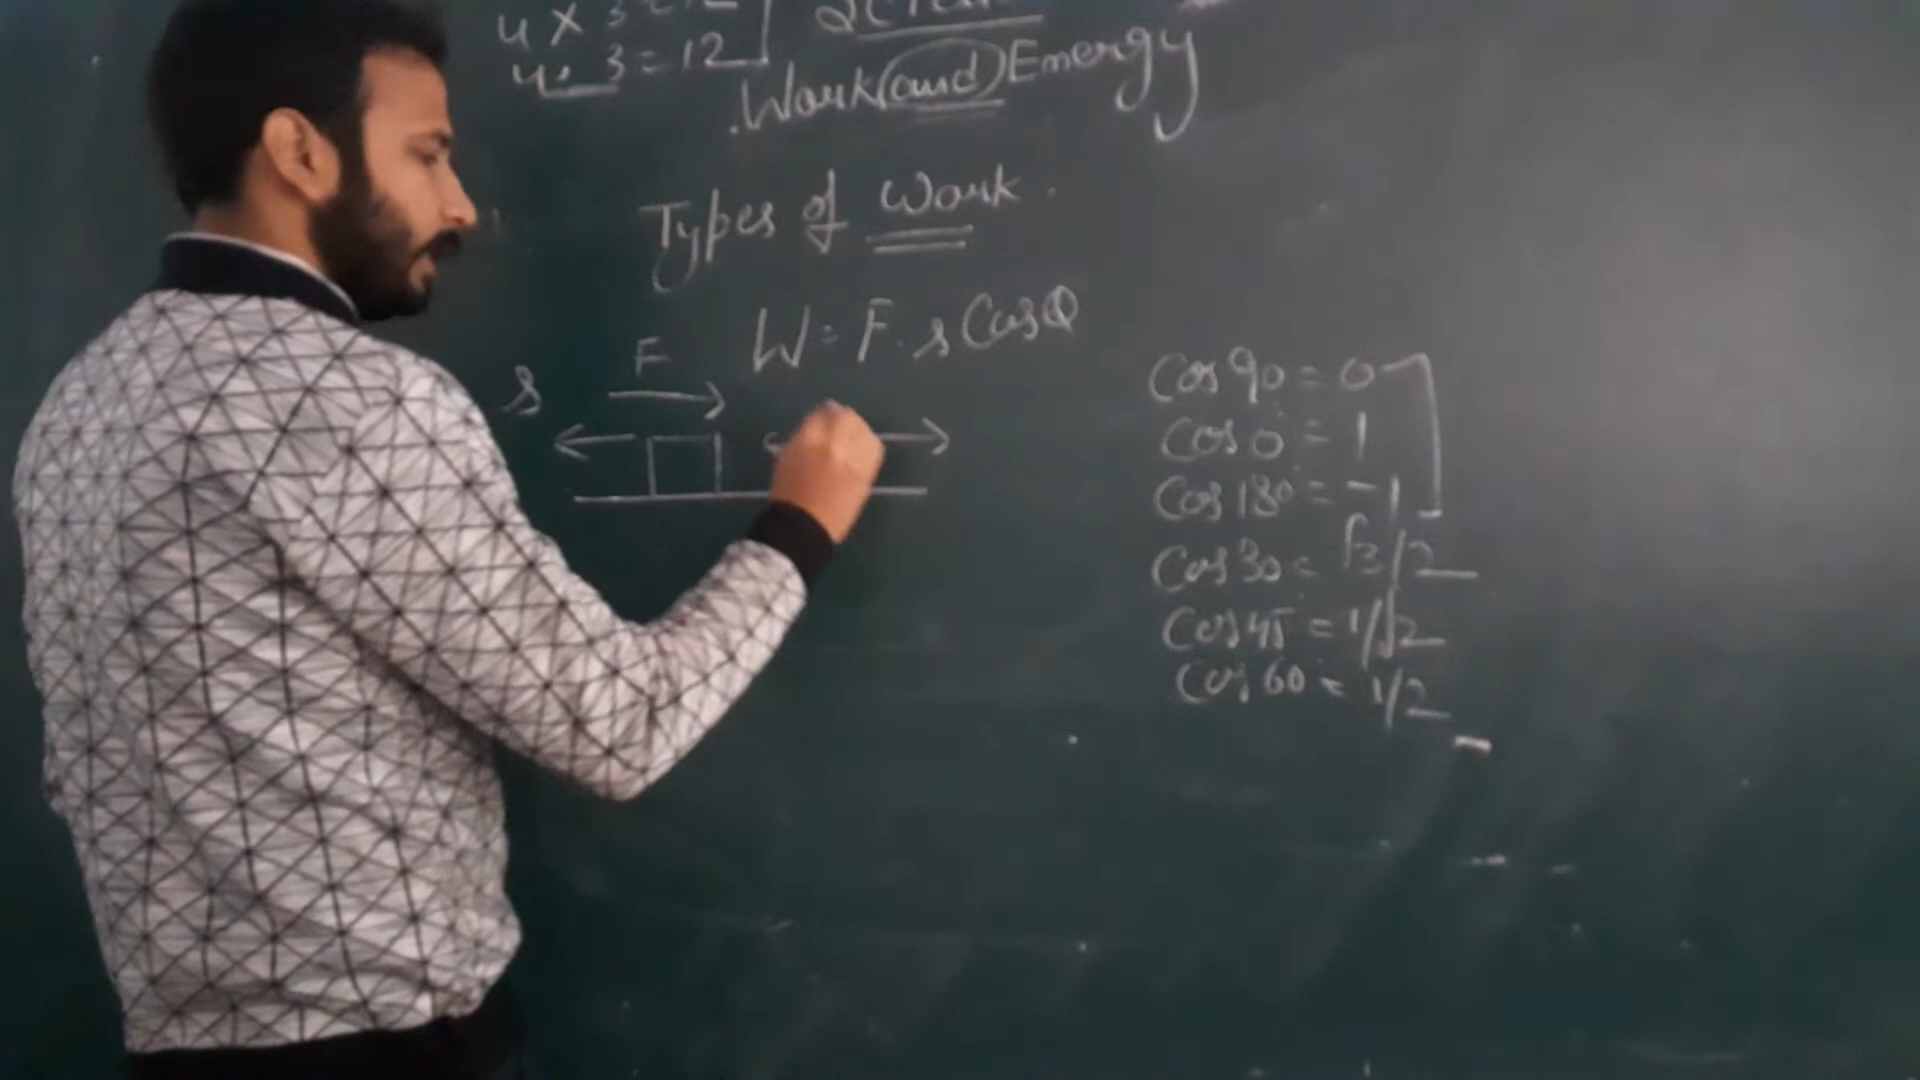 4 × 3 = 12
4 . 3 = 12
Work and Energy
Types of Work .
W = F . s Cos θ
F
s
Cos 90 = 0
Cos 0° = 1
Cos 180° = -1
Cos 30 = √3/2
Cos 45 = 1/√2
Cos 60 = 1/2